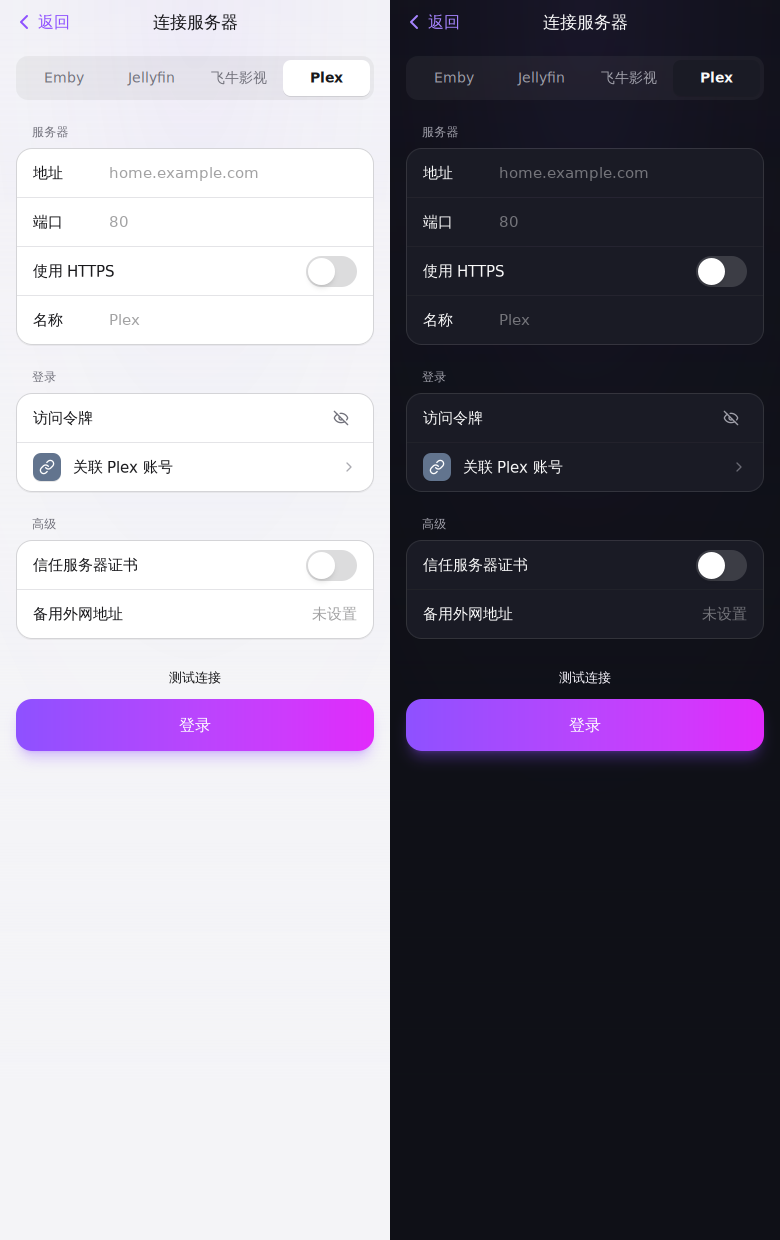 返回 连接服务器
Emby Jellyfin 飞牛影视 Plex
服务器
地址 home.example.com
端口 80
使用 HTTPS
名称 Plex
登录
访问令牌
关联 Plex 账号
高级
信任服务器证书
备用外网地址 未设置
测试连接
登录
返回 连接服务器
Emby Jellyfin 飞牛影视 Plex
服务器
地址 home.example.com
端口 80
使用 HTTPS
名称 Plex
登录
访问令牌
关联 Plex 账号
高级
信任服务器证书
备用外网地址 未设置
测试连接
登录